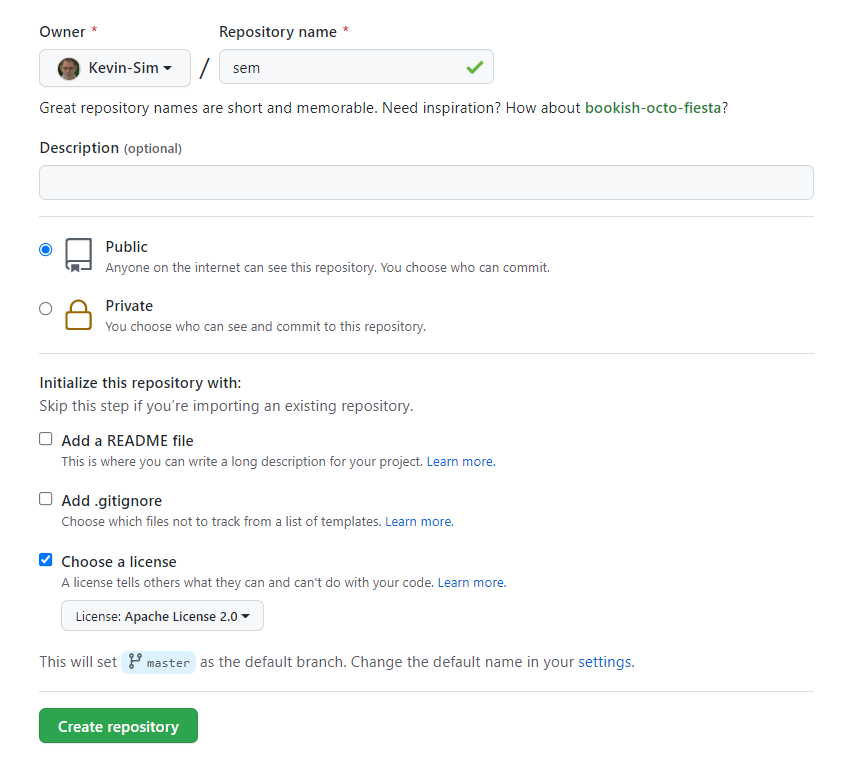 Owner * Repository name *
Kevin-Sim / sem
Great repository names are short and memorable. Need inspiration? How about bookish-octo-fiesta?
Description (optional)
Public
Anyone on the internet can see this repository. You choose who can commit.
Private
You choose who can see and commit to this repository.
Initialize this repository with:
Skip this step if you’re importing an existing repository.
Add a README file
This is where you can write a long description for your project. Learn more.
Add .gitignore
Choose which files not to track from a list of templates. Learn more.
Choose a license
A license tells others what they can and can't do with your code. Learn more.
License: Apache License 2.0
This will set master as the default branch. Change the default name in your settings.
Create repository